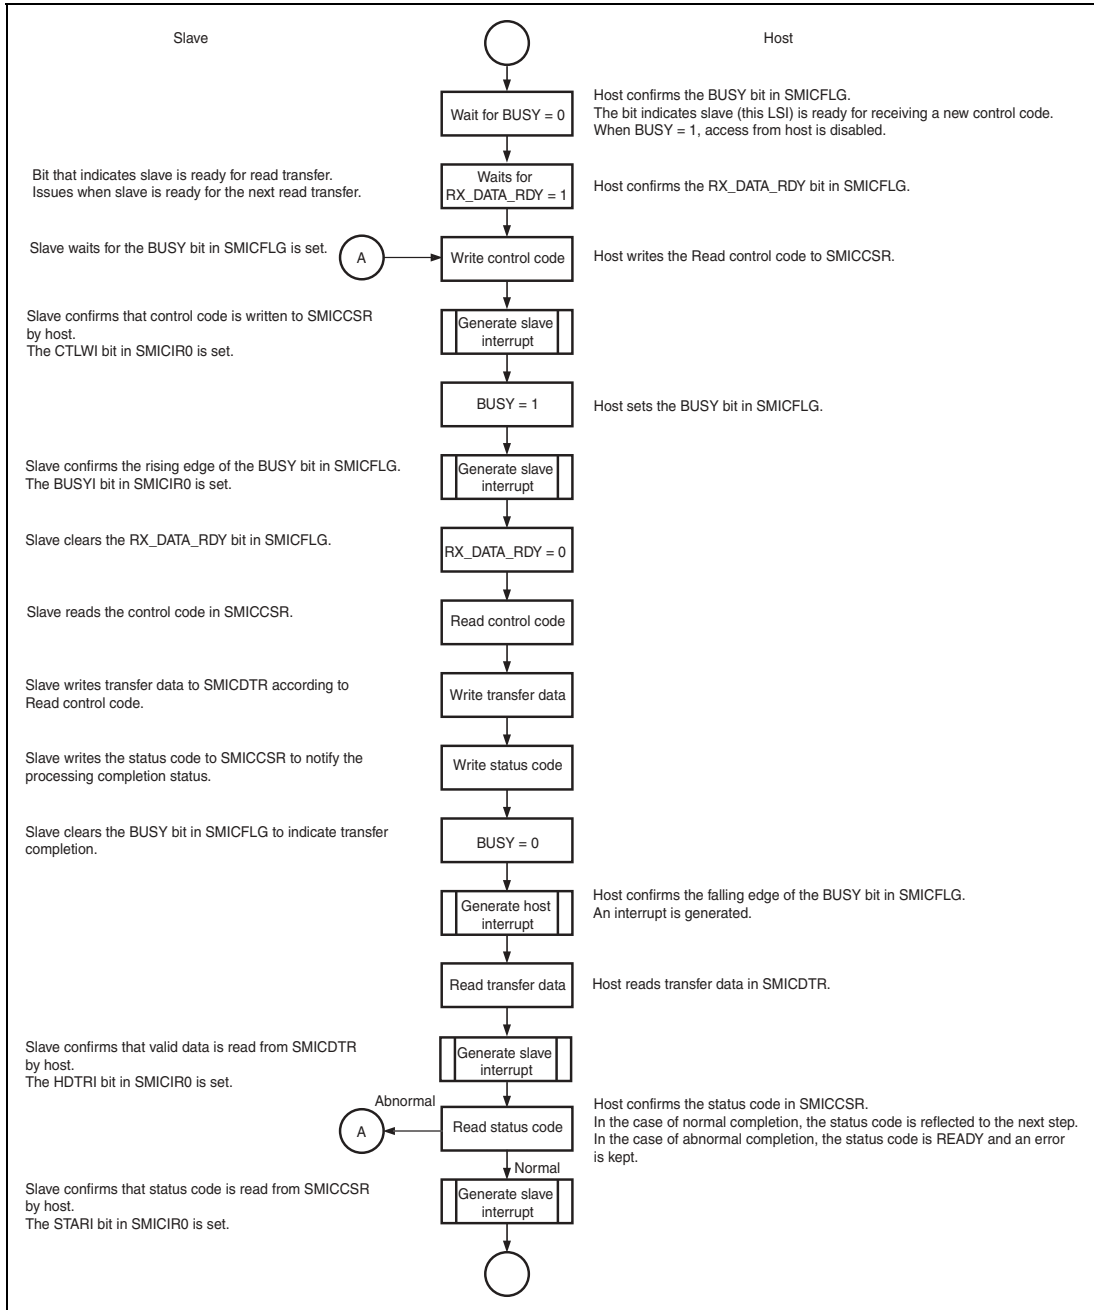 Slave
Host
Wait for BUSY = 0
Host confirms the BUSY bit in SMICFLG.
The bit indicates slave (this LSI) is ready for receiving a new control code.
When BUSY = 1, access from host is disabled.
Bit that indicates slave is ready for read transfer.
Issues when slave is ready for the next read transfer.
Waits for
RX_DATA_RDY = 1
Host confirms the RX_DATA_RDY bit in SMICFLG.
Slave waits for the BUSY bit in SMICFLG is set.
A
Write control code
Host writes the Read control code to SMICCSR.
Slave confirms that control code is written to SMICCSR
by host.
The CTLWI bit in SMICIR0 is set.
Generate slave
interrupt
BUSY = 1
Host sets the BUSY bit in SMICFLG.
Slave confirms the rising edge of the BUSY bit in SMICFLG.
The BUSYI bit in SMICIR0 is set.
Generate slave
interrupt
Slave clears the RX_DATA_RDY bit in SMICFLG.
RX_DATA_RDY = 0
Slave reads the control code in SMICCSR.
Read control code
Slave writes transfer data to SMICDTR according to
Read control code.
Write transfer data
Slave writes the status code to SMICCSR to notify the
processing completion status.
Write status code
Slave clears the BUSY bit in SMICFLG to indicate transfer
completion.
BUSY = 0
Generate host
interrupt
Host confirms the falling edge of the BUSY bit in SMICFLG.
An interrupt is generated.
Read transfer data
Host reads transfer data in SMICDTR.
Slave confirms that valid data is read from SMICDTR
by host.
The HDTRI bit in SMICIR0 is set.
Generate slave
interrupt
Abnormal
A
Read status code
Host confirms the status code in SMICCSR.
In the case of normal completion, the status code is reflected to the next step.
In the case of abnormal completion, the status code is READY and an error
is kept.
Normal
Slave confirms that status code is read from SMICCSR
by host.
The STARI bit in SMICIR0 is set.
Generate slave
interrupt